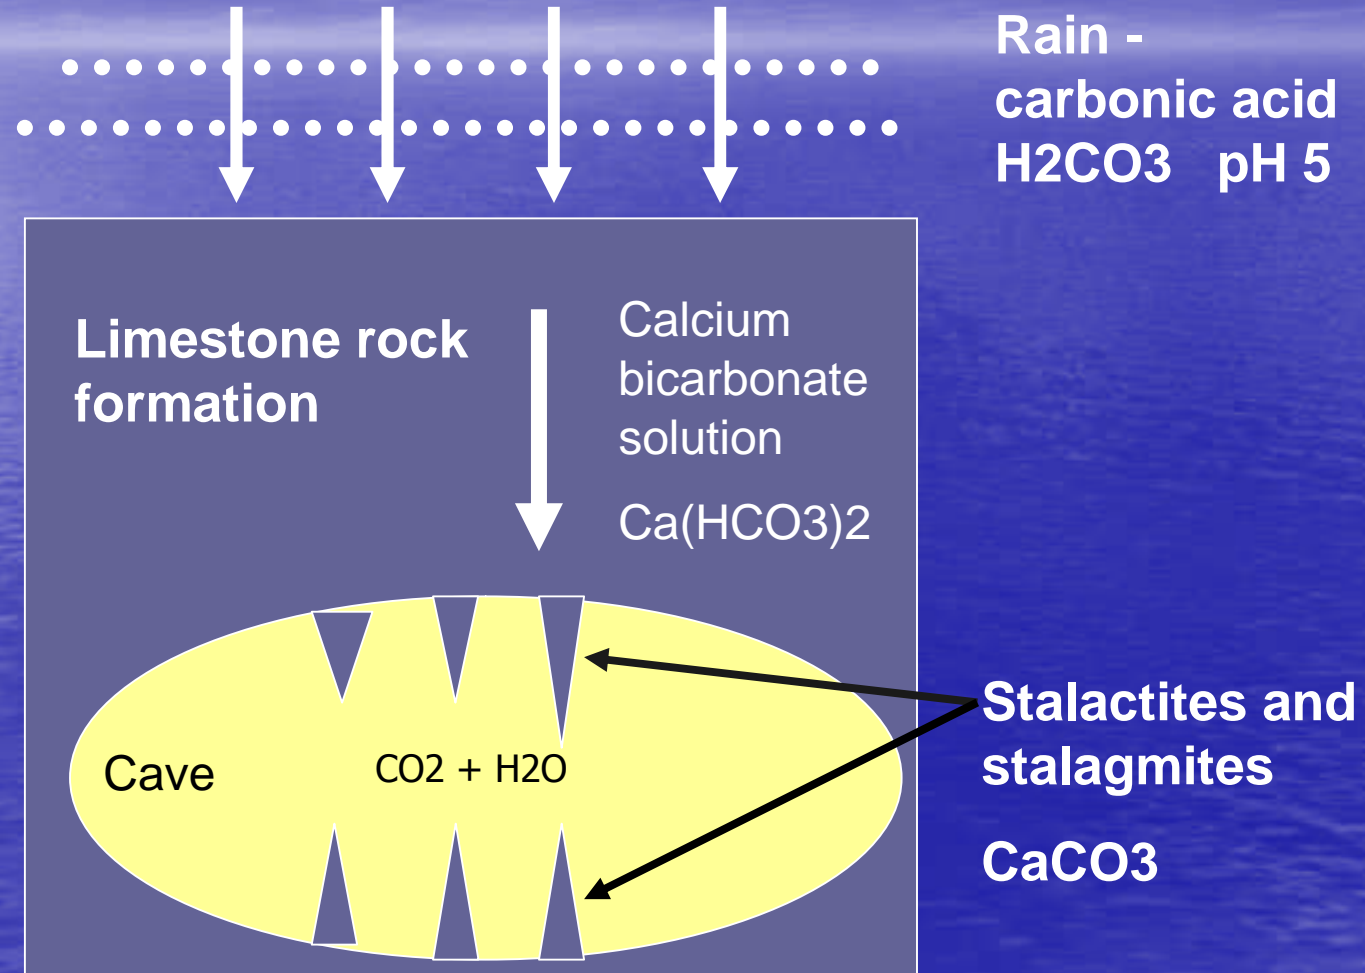 Rain -
carbonic acid
H2CO3 pH 5
Limestone rock
formation
Calcium
bicarbonate
solution
Ca(HCO3)2
Cave
CO2 + H2O
Stalactites and
stalagmites
CaCO3